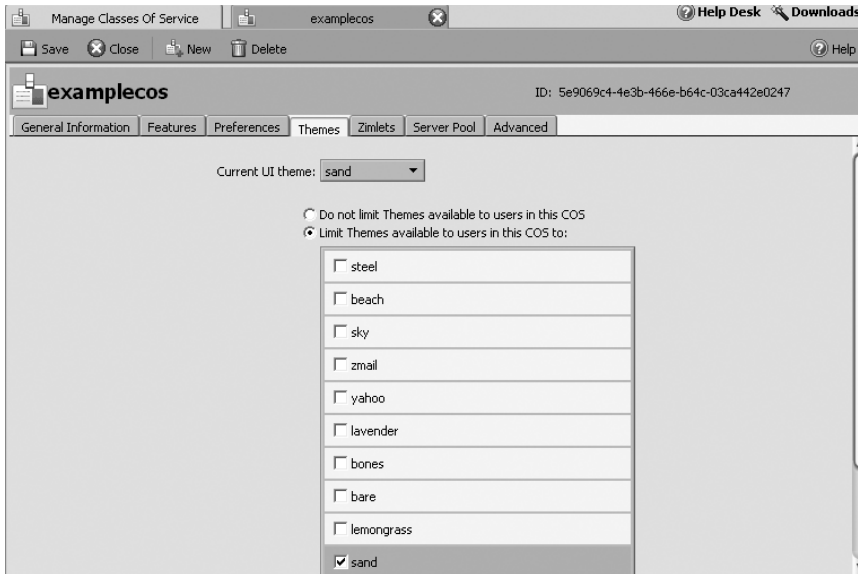 Manage Classes Of Service
examplecos
Help Desk
Downloads
Save
Close
New
Delete
Help
examplecos
ID: 5e9069c4-4e3b-466e-b64c-03ca442e0247
General Information
Features
Preferences
Themes
Zimlets
Server Pool
Advanced
Current UI theme: sand
Do not limit Themes available to users in this COS
Limit Themes available to users in this COS to:
steel
beach
sky
zmail
yahoo
lavender
bones
bare
lemongrass
sand